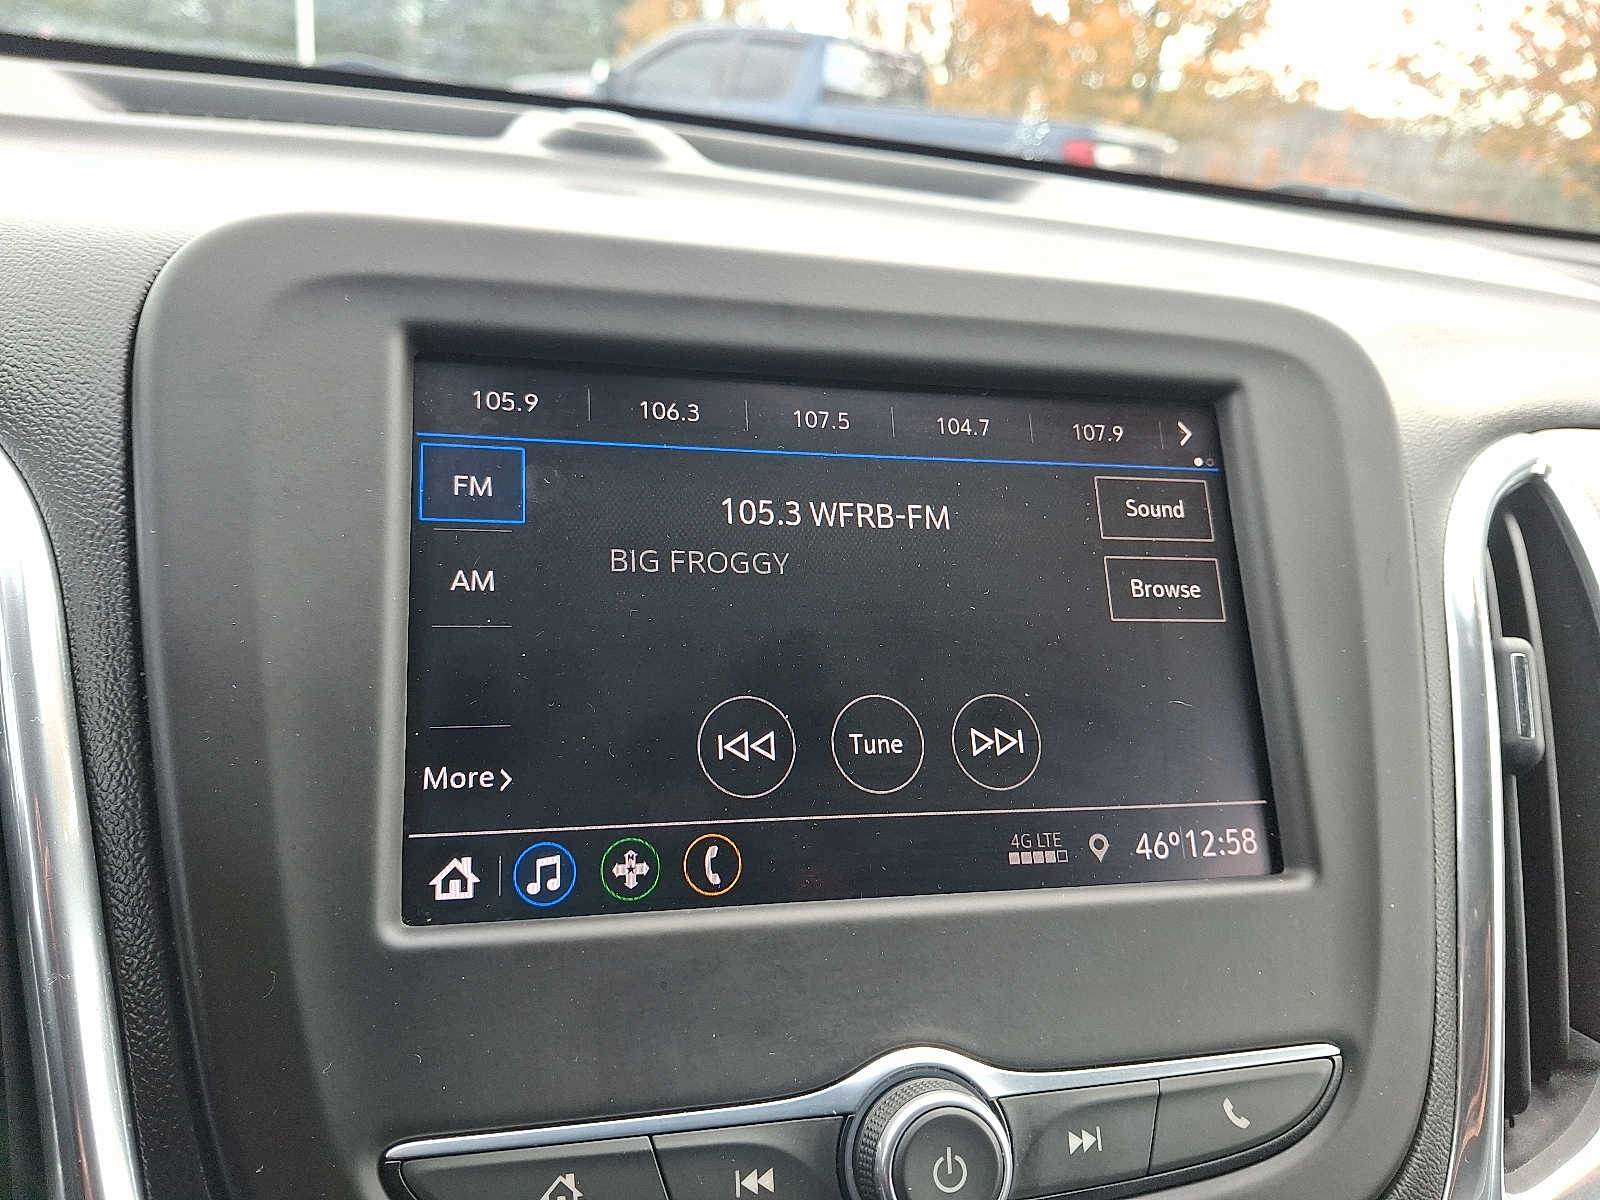 105.9 106.3 107.5 104.7 107.9
FM
105.3 WFRB-FM
Sound
BIG FROGGY
AM
Browse
Tune
More
4G LTE
46° 12:58